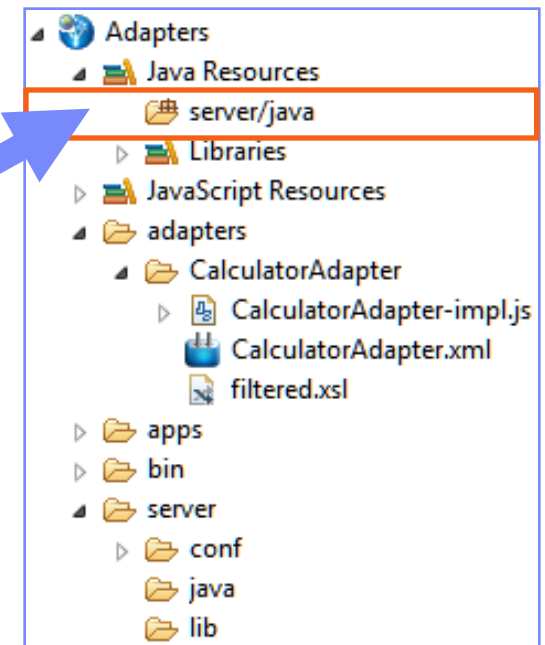 Adapters
Java Resources
server/java
Libraries
JavaScript Resources
adapters
CalculatorAdapter
CalculatorAdapter-impl.js
CalculatorAdapter.xml
filtered.xsl
apps
bin
server
conf
java
lib